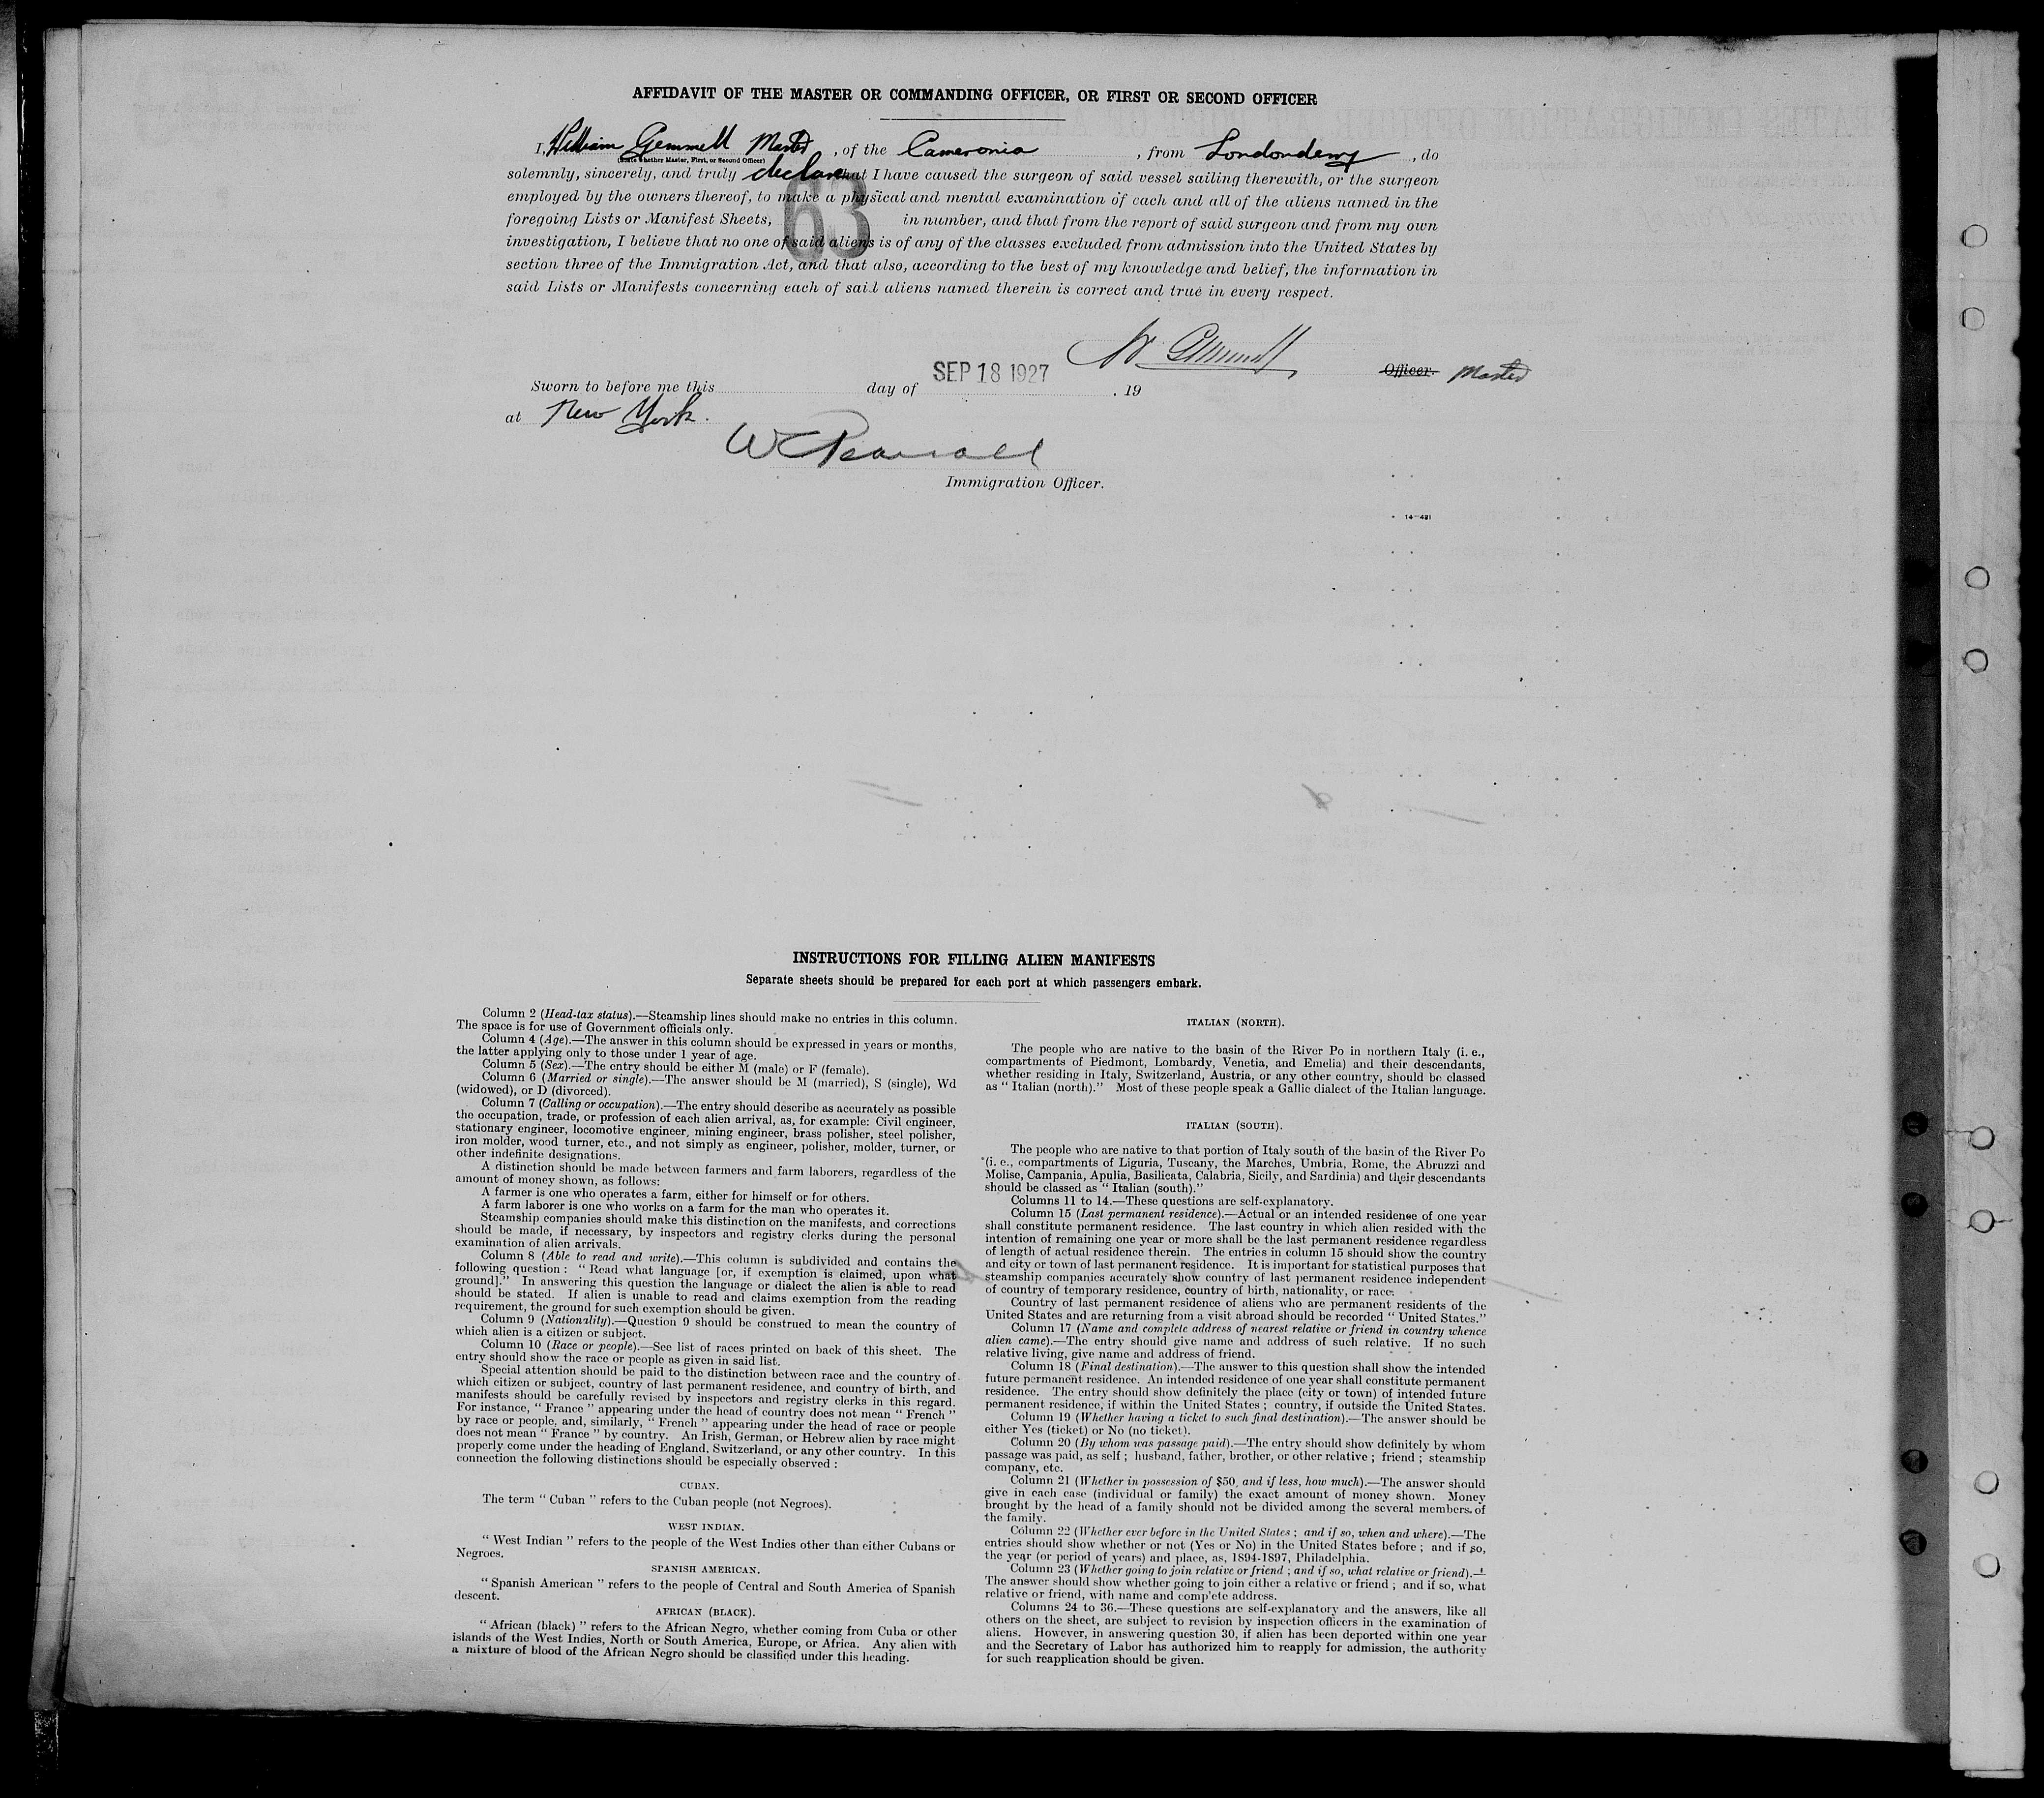 AFFIDAVIT OF THE MASTER OR COMMANDING OFFICER, OR FIRST OR SECOND OFFICER
I, William Gemmell Master , of the Cameronia , from Londonderry , do
(State whether Master, First, or Second Officer)
solemnly, sincerely, and truly declare that I have caused the surgeon of said vessel sailing therewith, or the surgeon
employed by the owners thereof, to make a physical and mental examination of each and all of the aliens named in the
foregoing Lists or Manifest Sheets, 63 in number, and that from the report of said surgeon and from my own
investigation, I believe that no one of said aliens is of any of the classes excluded from admission into the United States by
section three of the Immigration Act, and that also, according to the best of my knowledge and belief, the information in
said Lists or Manifests concerning each of said aliens named therein is correct and true in every respect.
W. Gemmell
Officer. Master
Sworn to before me this day of SEP 18 1927 , 19
at New York.
Immigration Officer.
14—421
INSTRUCTIONS FOR FILLING ALIEN MANIFESTS
Separate sheets should be prepared for each port at which passengers embark.
Column 2 (Head-tax status).—Steamship lines should make no entries in this column.
The space is for use of Government officials only.
Column 4 (Age).—The answer in this column should be expressed in years or months,
the latter applying only to those under 1 year of age.
Column 5 (Sex).—The entry should be either M (male) or F (female).
Column 6 (Married or single).—The answer should be M (married), S (single), Wd
(widowed), or D (divorced).
Column 7 (Calling or occupation).—The entry should describe as accurately as possible
the occupation, trade, or profession of each alien arrival, as, for example: Civil engineer,
stationary engineer, locomotive engineer, mining engineer, brass polisher, steel polisher,
iron molder, wood turner, etc., and not simply as engineer, polisher, molder, turner, or
other indefinite designations.
A distinction should be made between farmers and farm laborers, regardless of the
amount of money shown, as follows:
A farmer is one who operates a farm, either for himself or for others.
A farm laborer is one who works on a farm for the man who operates it.
Steamship companies should make this distinction on the manifests, and corrections
should be made, if necessary, by inspectors and registry clerks during the personal
examination of alien arrivals.
Column 8 (Able to read and write).—This column is subdivided and contains the
following question : “ Read what language [or, if exemption is claimed, upon what
ground].” In answering this question the language or dialect the alien is able to read
should be stated. If alien is unable to read and claims exemption from the reading
requirement, the ground for such exemption should be given.
Column 9 (Nationality).—Question 9 should be construed to mean the country of
which alien is a citizen or subject.
Column 10 (Race or people).—See list of races printed on back of this sheet. The
entry should show the race or people as given in said list.
Special attention should be paid to the distinction between race and the country of
which citizen or subject, country of last permanent residence, and country of birth, and
manifests should be carefully revised by inspectors and registry clerks in this regard.
For instance, “ France ” appearing under the head of country does not mean “ French ”
by race or people, and, similarly, “ French ” appearing under the head of race or people
does not mean “ France ” by country. An Irish, German, or Hebrew alien by race might
properly come under the heading of England, Switzerland, or any other country. In this
connection the following distinctions should be especially observed :
CUBAN.
The term “ Cuban ” refers to the Cuban people (not Negroes).
WEST INDIAN.
“ West Indian ” refers to the people of the West Indies other than either Cubans or
Negroes.
SPANISH AMERICAN.
“ Spanish American ” refers to the people of Central and South America of Spanish
descent.
AFRICAN (BLACK).
“ African (black) ” refers to the African Negro, whether coming from Cuba or other
islands of the West Indies, North or South America, Europe, or Africa. Any alien with
a mixture of blood of the African Negro should be classified under this heading.
ITALIAN (NORTH).
The people who are native to the basin of the River Po in northern Italy (i. e.,
compartments of Piedmont, Lombardy, Venetia, and Emelia) and their descendants,
whether residing in Italy, Switzerland, Austria, or any other country, should be classed
as “ Italian (north).” Most of these people speak a Gallic dialect of the Italian language.
ITALIAN (SOUTH).
The people who are native to that portion of Italy south of the basin of the River Po
(i. e., compartments of Liguria, Tuscany, the Marches, Umbria, Rome, the Abruzzi and
Molise, Campania, Apulia, Basilicata, Calabria, Sicily, and Sardinia) and their descendants
should be classed as “ Italian (south).”
Columns 11 to 14.—These questions are self-explanatory.
Column 15 (Last permanent residence).—Actual or an intended residence of one year
shall constitute permanent residence. The last country in which alien resided with the
intention of remaining one year or more shall be the last permanent residence regardless
of length of actual residence therein. The entries in column 15 should show the country
and city or town of last permanent residence. It is important for statistical purposes that
steamship companies accurately show country of last permanent residence independent
of country of temporary residence, country of birth, nationality, or race.
Country of last permanent residence of aliens who are permanent residents of the
United States and are returning from a visit abroad should be recorded “ United States.”
Column 17 (Name and complete address of nearest relative or friend in country whence
alien came).—The entry should give name and address of such relative. If no such
relative living, give name and address of friend.
Column 18 (Final destination).—The answer to this question shall show the intended
future permanent residence. An intended residence of one year shall constitute permanent
residence. The entry should show definitely the place (city or town) of intended future
permanent residence, if within the United States ; country, if outside the United States.
Column 19 (Whether having a ticket to such final destination).—The answer should be
either Yes (ticket) or No (no ticket).
Column 20 (By whom was passage paid).—The entry should show definitely by whom
passage was paid, as self ; husband, father, brother, or other relative ; friend ; steamship
company, etc.
Column 21 (Whether in possession of $50, and if less, how much).—The answer should
give in each case (individual or family) the exact amount of money shown. Money
brought by the head of a family should not be divided among the several members of
the family.
Column 22 (Whether ever before in the United States ; and if so, when and where).—The
entries should show whether or not (Yes or No) in the United States before ; and if so,
the year (or period of years) and place, as, 1894-1897, Philadelphia.
Column 23 (Whether going to join relative or friend ; and if so, what relative or friend).—
The answer should show whether going to join either a relative or friend ; and if so, what
relative or friend, with name and complete address.
Columns 24 to 36.—These questions are self-explanatory and the answers, like all
others on the sheet, are subject to revision by inspection officers in the examination of
aliens. However, in answering question 30, if alien has been deported within one year
and the Secretary of Labor has authorized him to reapply for admission, the authority
for such reapplication should be given.